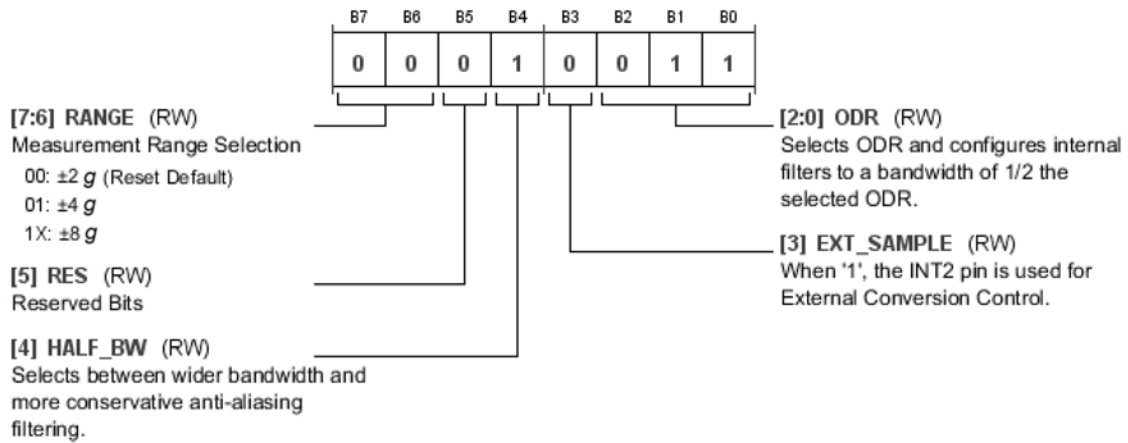 B7 B6 B5 B4 B3 B2 B1 B0
0 0 0 1 0 0 1 1
[7:6] RANGE (RW)
Measurement Range Selection
00: ±2 g (Reset Default)
01: ±4 g
1X: ±8 g
[5] RES (RW)
Reserved Bits
[4] HALF_BW (RW)
Selects between wider bandwidth and
more conservative anti-aliasing
filtering.
[2:0] ODR (RW)
Selects ODR and configures internal
filters to a bandwidth of 1/2 the
selected ODR.
[3] EXT_SAMPLE (RW)
When '1', the INT2 pin is used for
External Conversion Control.